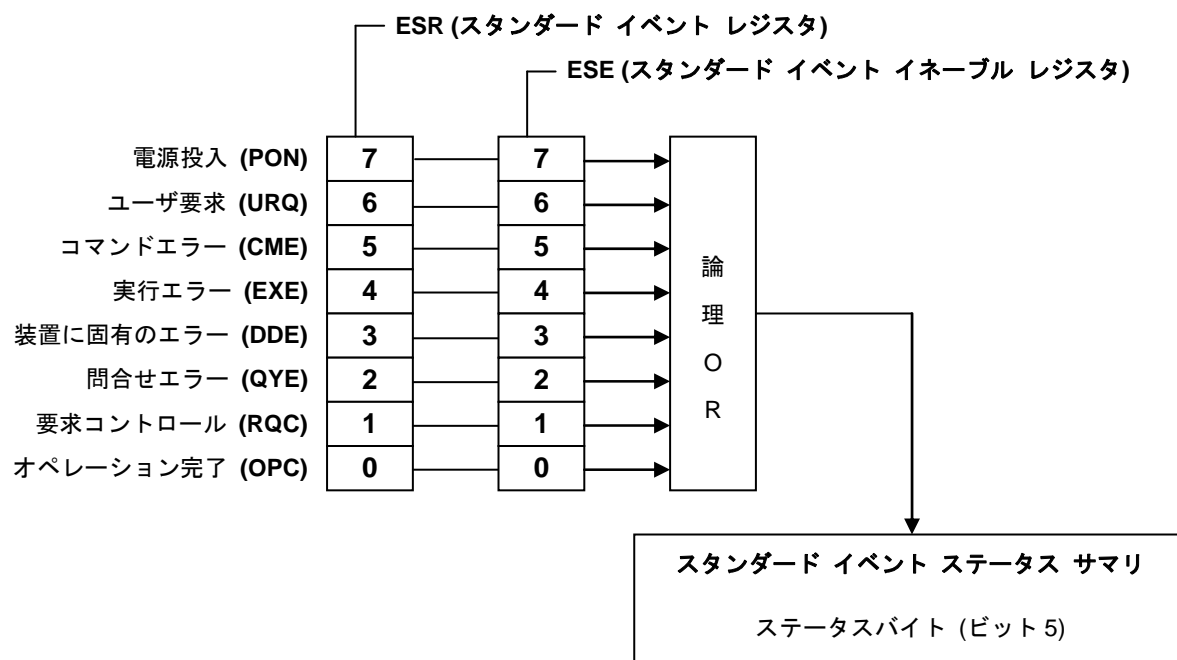 ESR (スタンダード イベント レジスタ)
ESE (スタンダード イベント イネーブル レジスタ)
電源投入 (PON) 7 7
ユーザ要求 (URQ) 6 6
コマンドエラー (CME) 5 5
実行エラー (EXE) 4 4
装置に固有のエラー (DDE) 3 3
問合せエラー (QYE) 2 2
要求コントロール (RQC) 1 1
オペレーション完了 (OPC) 0 0
論
理
O
R
スタンダード イベント ステータス サマリ
ステータスバイト (ビット 5)